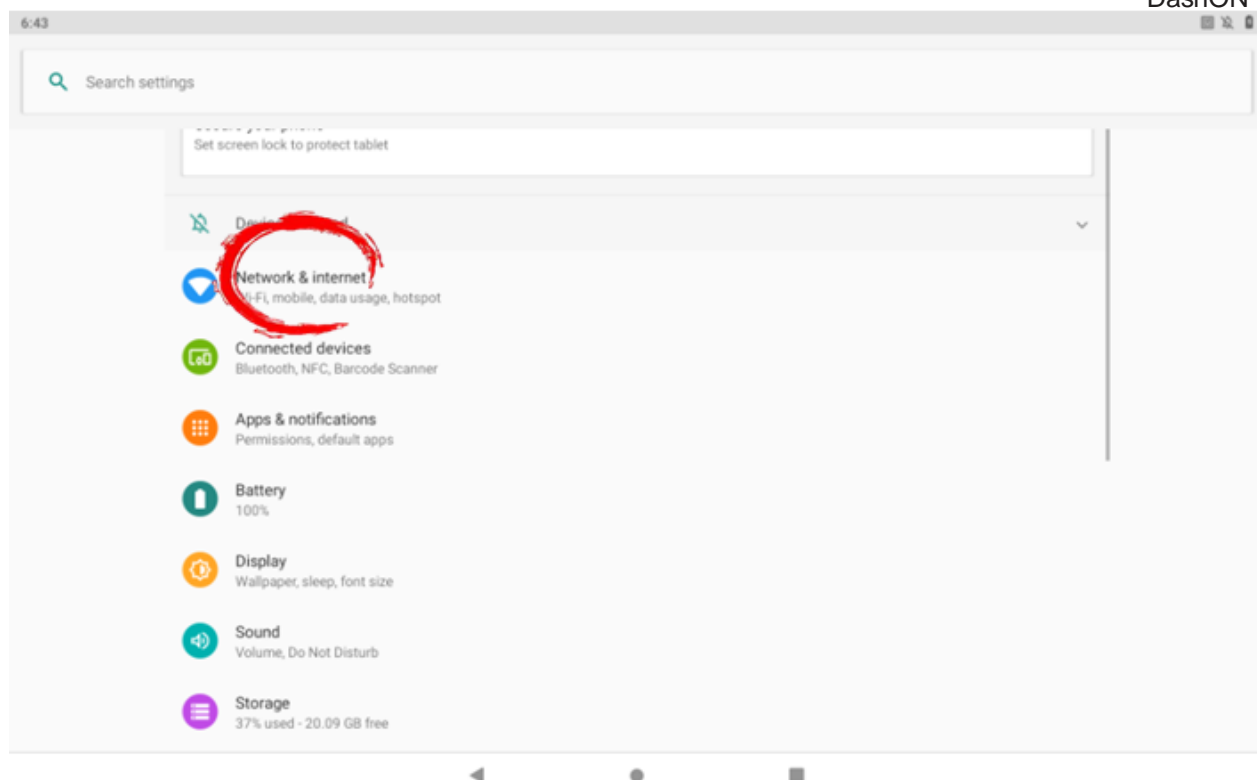 DashON
6:43
Search settings
Set screen lock to protect tablet
Network & internet
Wi-Fi, mobile, data usage, hotspot
Connected devices
Bluetooth, NFC, Barcode Scanner
Apps & notifications
Permissions, default apps
Battery
100%
Display
Wallpaper, sleep, font size
Sound
Volume, Do Not Disturb
Storage
37% used - 20.09 GB free